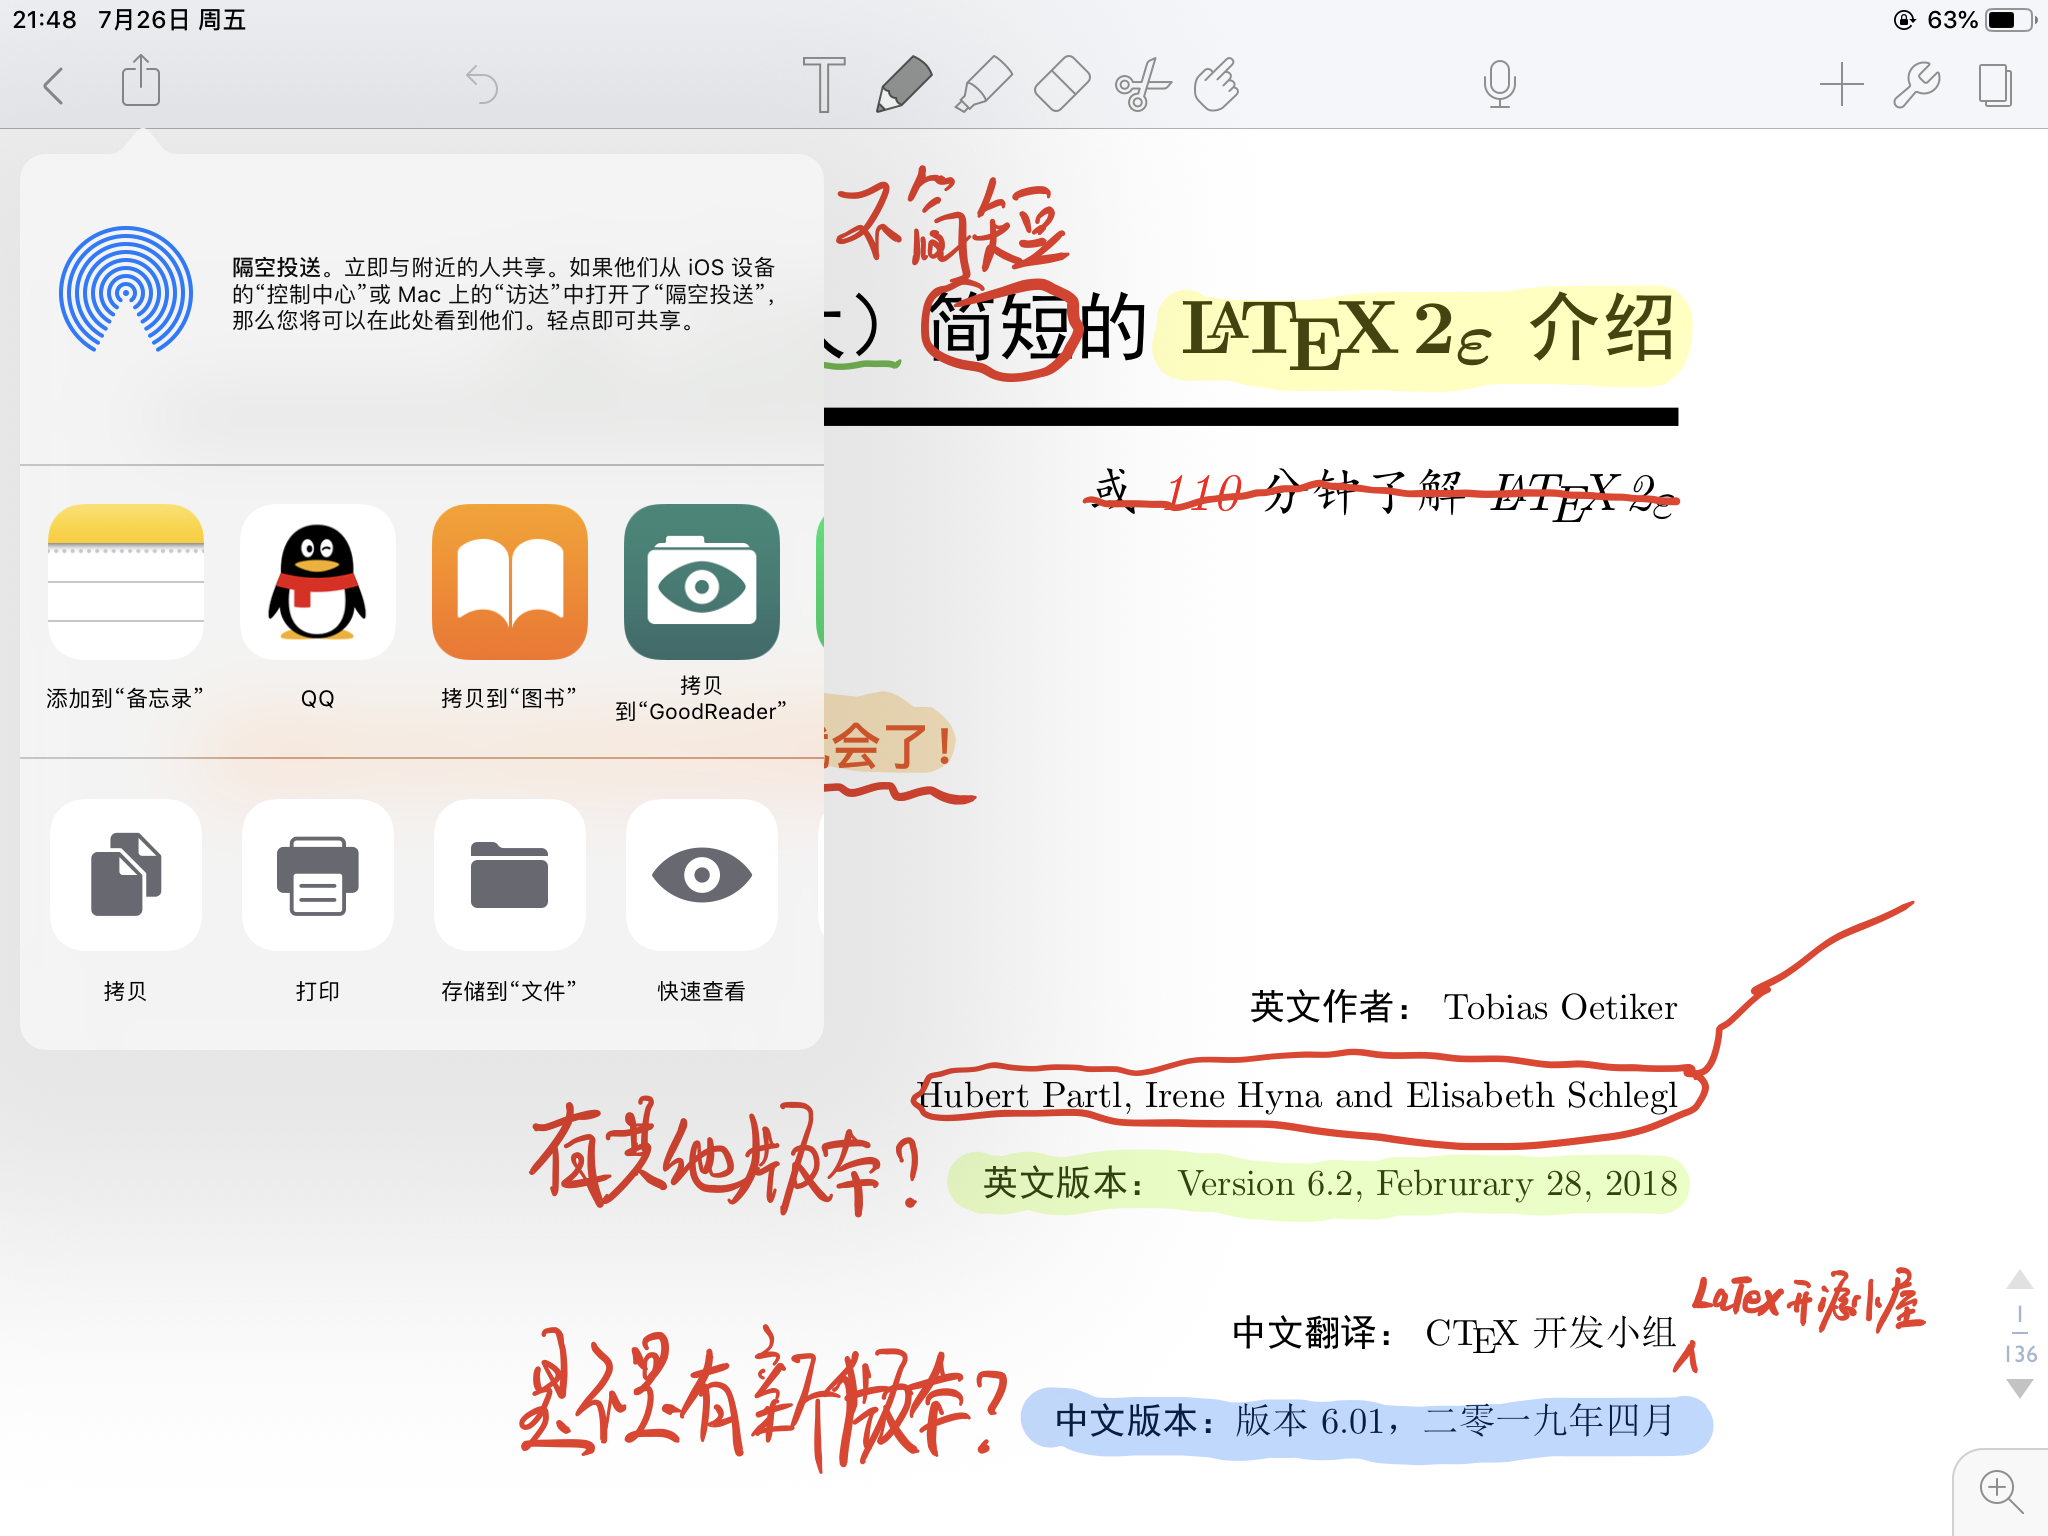 21:48 7月26日 周五
63%
不简短
大）简短的 LATEX 2ε 介绍
或 110 分钟了解 LATEX 2ε
隔空投送。立即与附近的人共享。如果他们从 iOS 设备
的“控制中心”或 Mac 上的“访达”中打开了“隔空投送”，
那么您将可以在此处看到他们。轻点即可共享。
添加到“备忘录”
QQ
拷贝到“图书”
拷贝
到“GoodReader”
会了！
拷贝
打印
存储到“文件”
快速查看
英文作者： Tobias Oetiker
Hubert Partl, Irene Hyna and Elisabeth Schlegl
有其他版本？
英文版本： Version 6.2, Februrary 28, 2018
LaTex开源小屋
中文翻译： CTEX 开发小组
是否还有新版本？
中文版本：版本 6.01，二零一九年四月
1
136